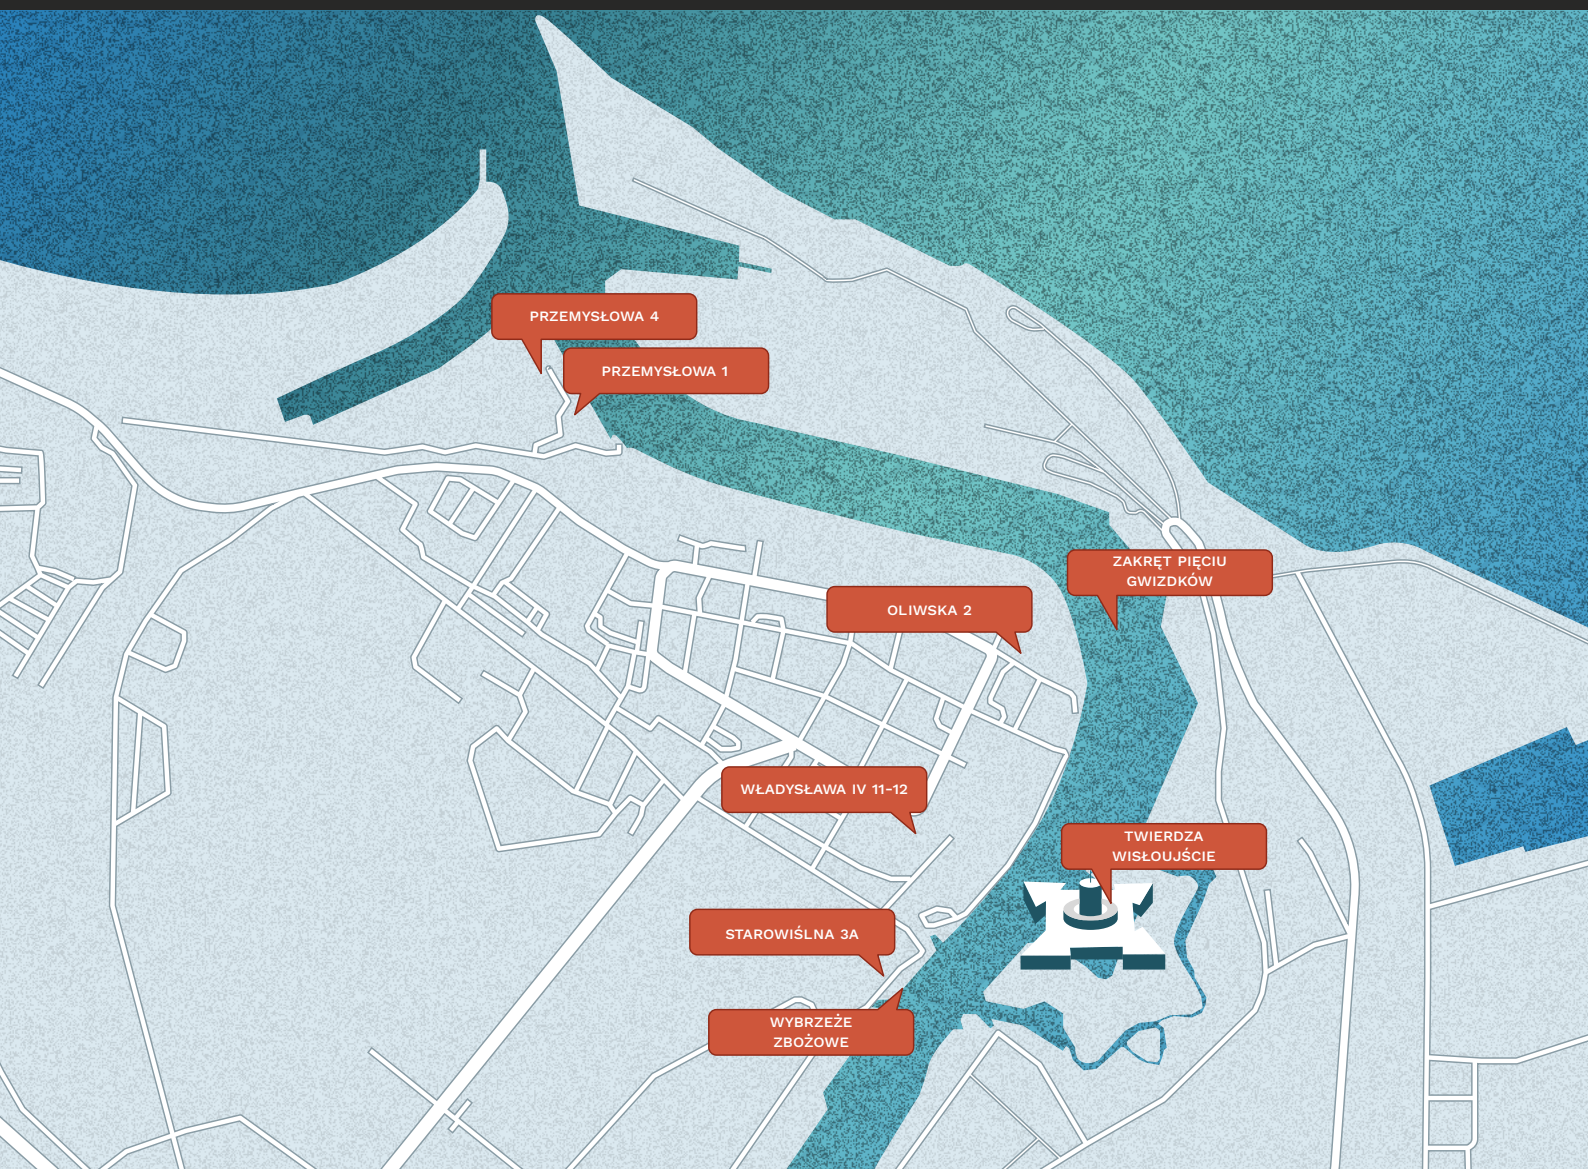 PRZEMYSŁOWA 4
PRZEMYSŁOWA 1
ZAKRĘT PIĘCIU
GWIZDKÓW
OLIWSKA 2
WŁADYSŁAWA IV 11-12
TWIERDZA
WISŁOUJŚCIE
STAROWIŚLNA 3A
WYBRZEŻE
ZBOŻOWE